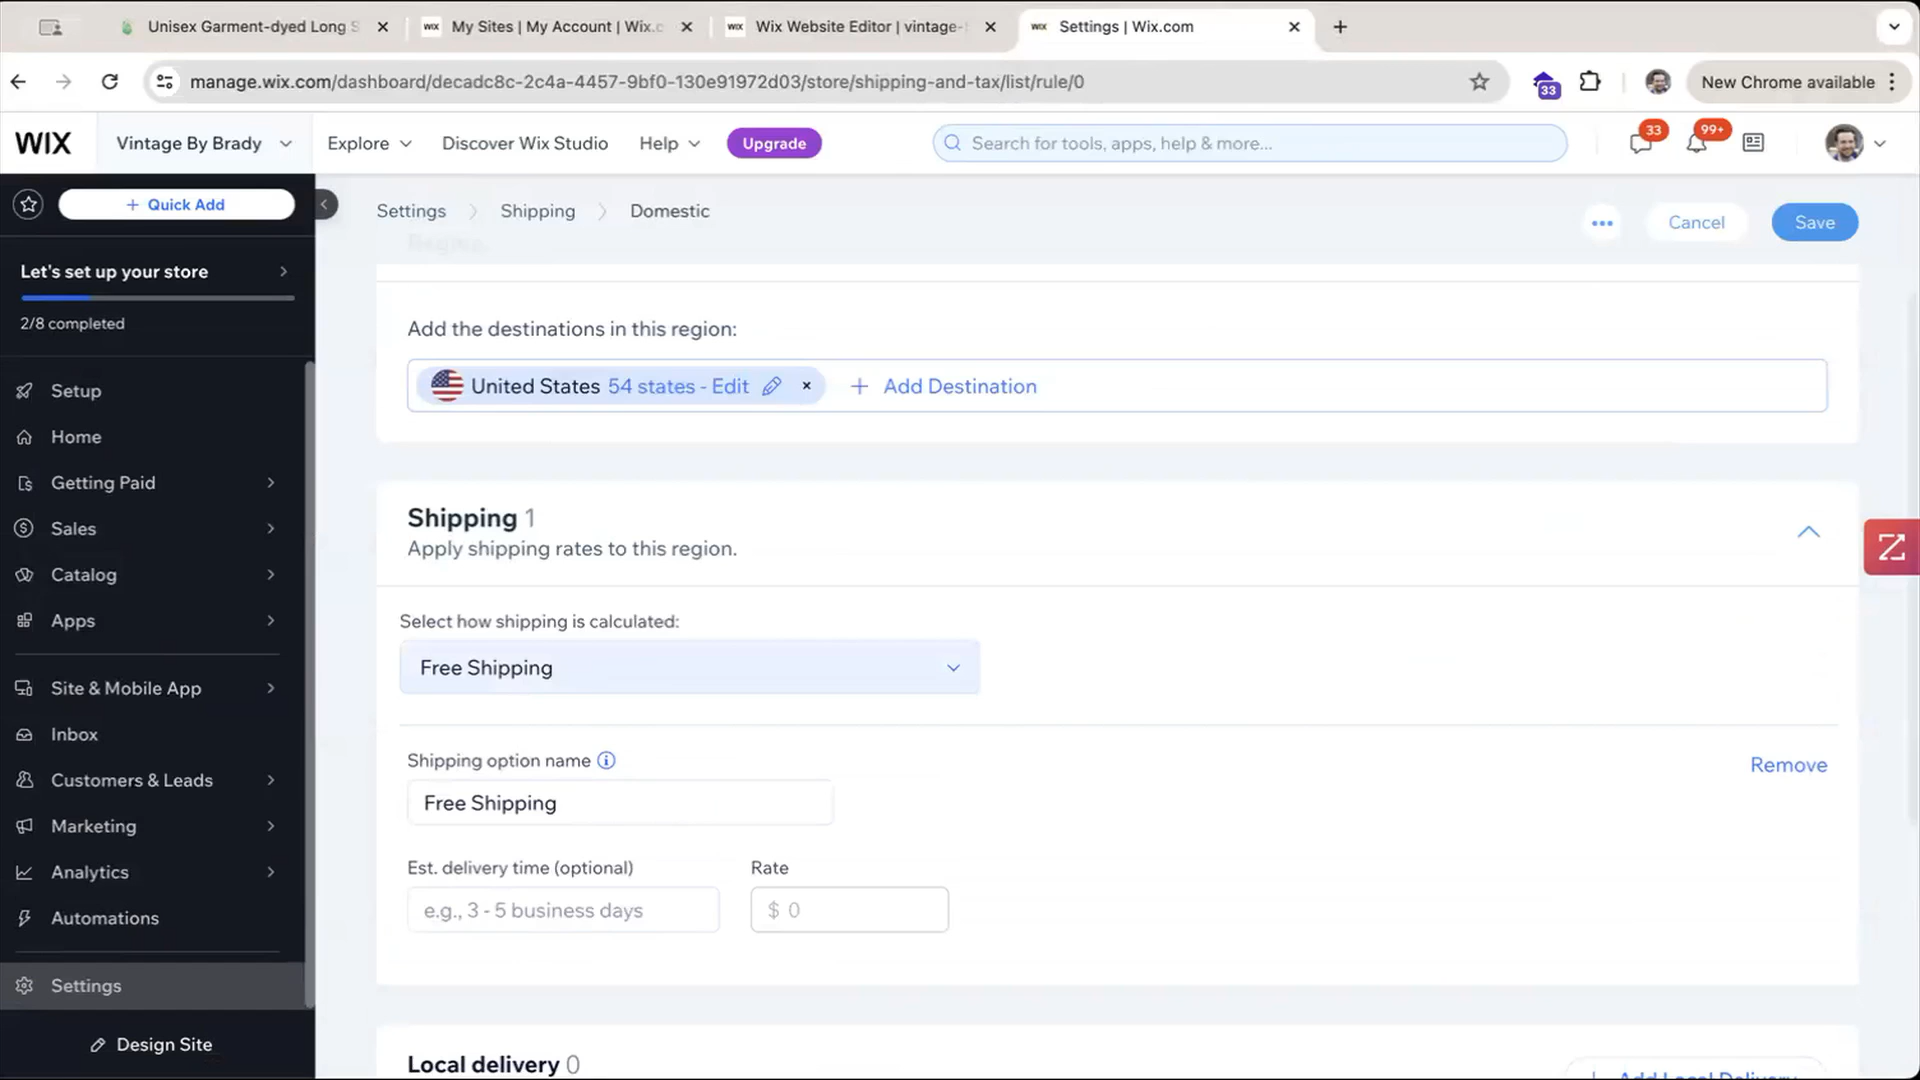 Unisex Garment-dyed Long S
WIX My Sites | My Account | Wix.c
WIX Wix Website Editor | vintage-
WIX Settings | Wix.com
manage.wix.com/dashboard/decadc8c-2c4a-4457-9bf0-130e91972d03/store/shipping-and-tax/list/rule/0
33
New Chrome available
WIX
Vintage By Brady
Explore
Discover Wix Studio
Help
Upgrade
Search for tools, apps, help & more...
33
99+
+ Quick Add
Let's set up your store
2/8 completed
Setup
Home
Getting Paid
Sales
Catalog
Apps
Site & Mobile App
Inbox
Customers & Leads
Marketing
Analytics
Automations
Settings
Design Site
Settings > Shipping > Domestic
Cancel
Save
Region
Add the destinations in this region:
United States 54 states - Edit
+ Add Destination
Shipping 1
Apply shipping rates to this region.
Select how shipping is calculated:
Free Shipping
Shipping option name
Remove
Free Shipping
Est. delivery time (optional)
Rate
e.g., 3 - 5 business days
$ 0
Local delivery 0
Add Local Delivery